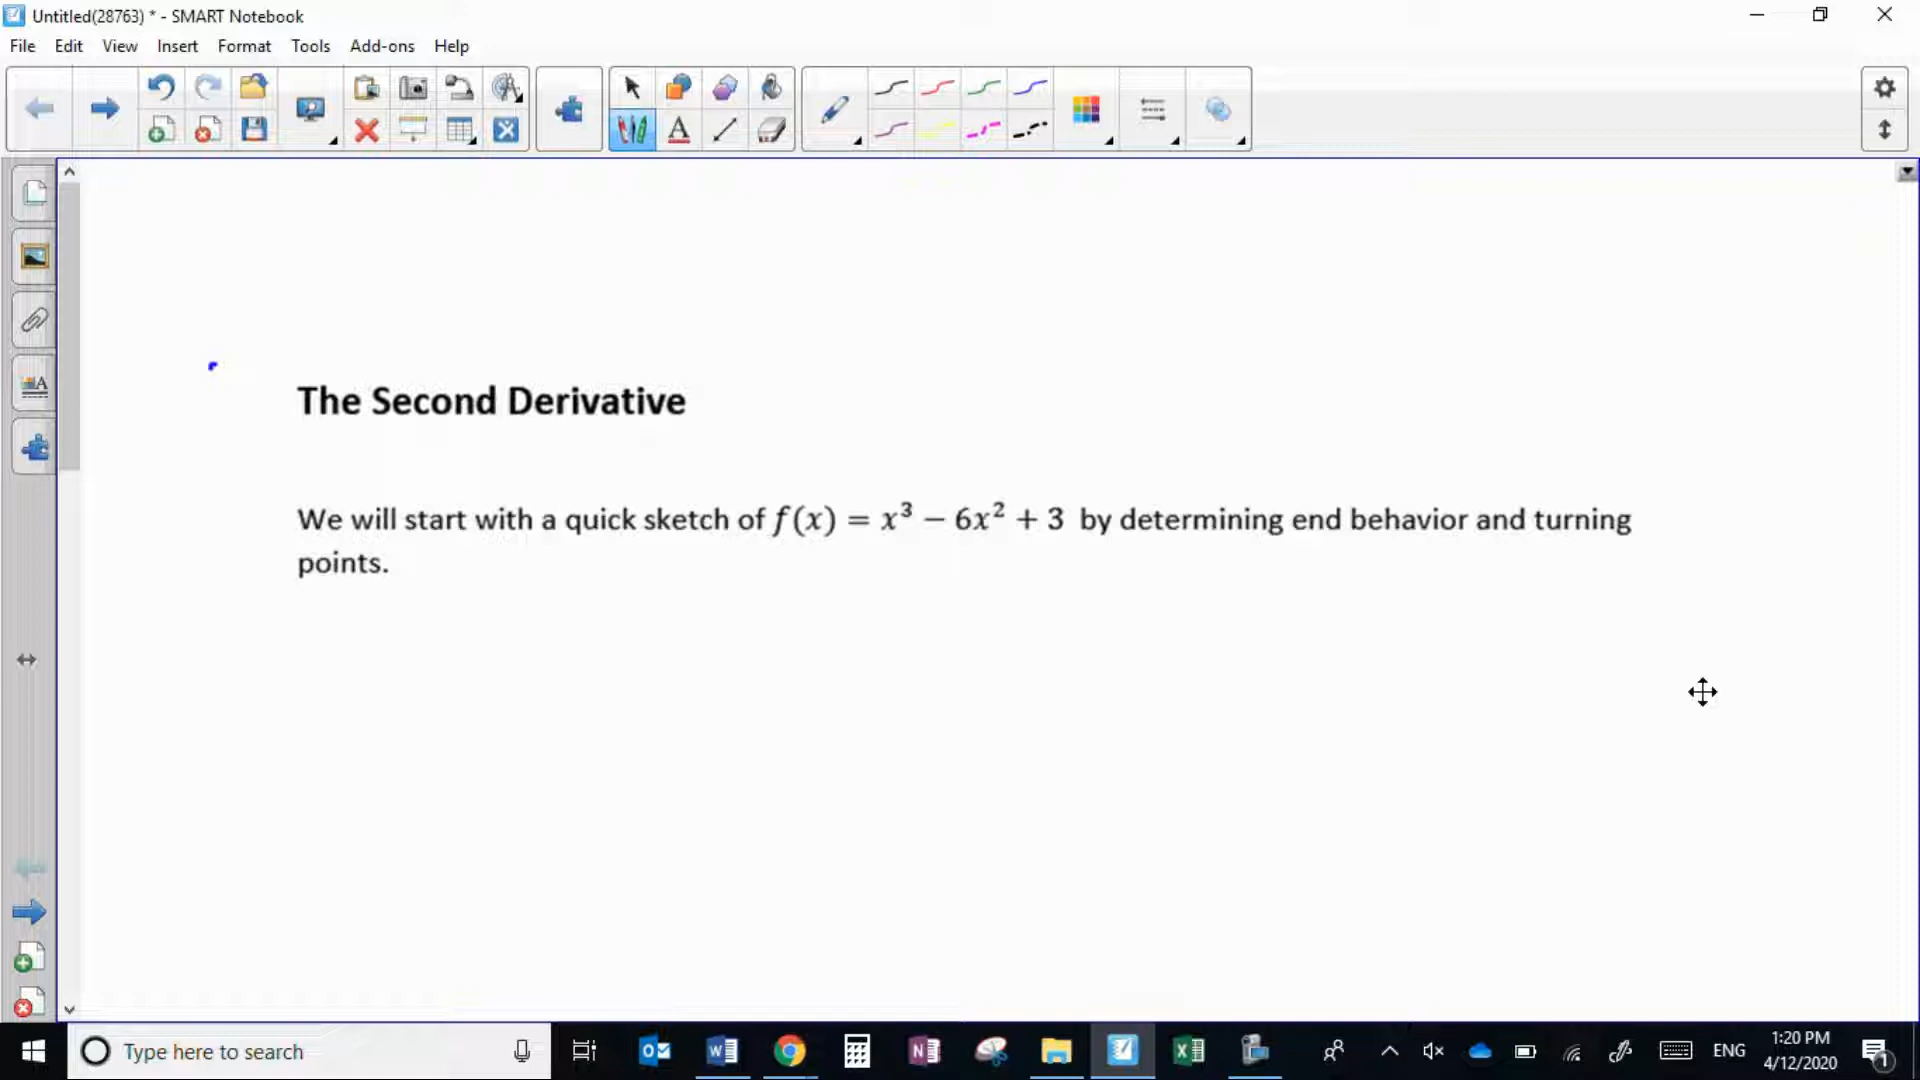 Untitled(28763) * - SMART Notebook
File Edit View Insert Format Tools Add-ons Help
The Second Derivative
We will start with a quick sketch of f(x) = x³ − 6x² + 3 by determining end behavior and turning
points.
Type here to search
ENG
1:20 PM
4/12/2020
1